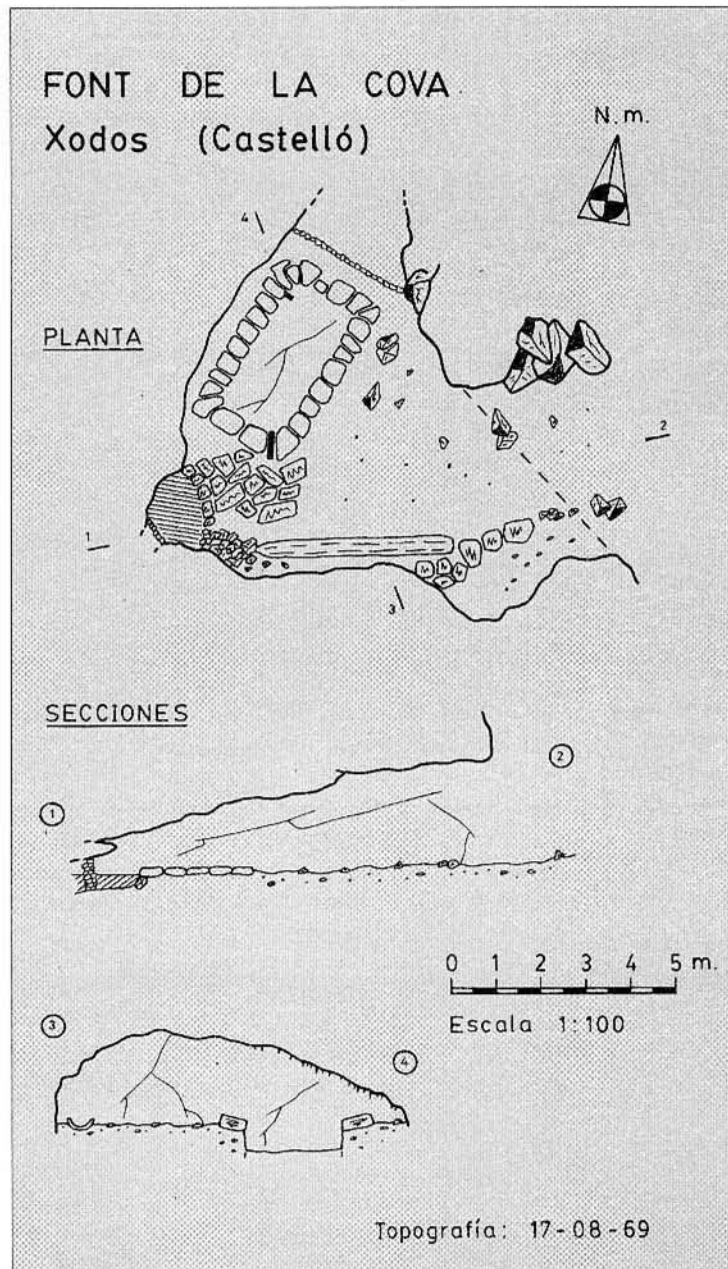 FONT DE LA COVA
Xodos (Castelló)
N. m.
4
PLANTA
2
1
3
SECCIONES
2
1
0 1 2 3 4 5 m.
Escala 1:100
3
4
Topografía: 17-08-69